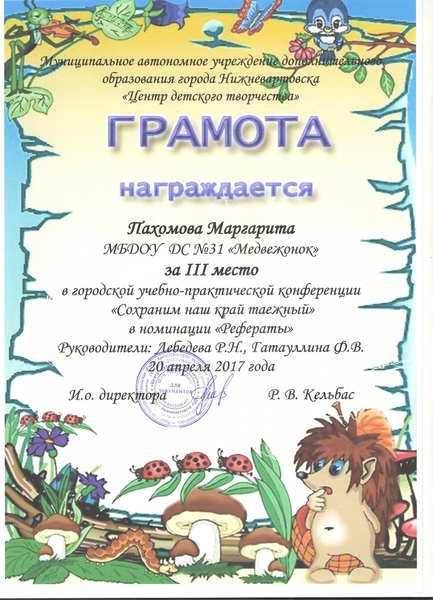 Муниципальное автономное учреждение дополнительного
образования города Нижневартовска
«Центр детского творчества»
ГРАМОТА
награждается
Пахомова Маргарита
МБДОУ ДС №31 «Медвежонок»
за III место
в городской учебно-практической конференции
«Сохраним наш край таежный»
в номинации «Рефераты»
Руководители: Лебедева Р.Н., Гатауллина Ф.В.
20 апреля 2017 года
И.о. директора Р. В. Кельбас
ДЛЯ
ДОКУМЕНТОВ